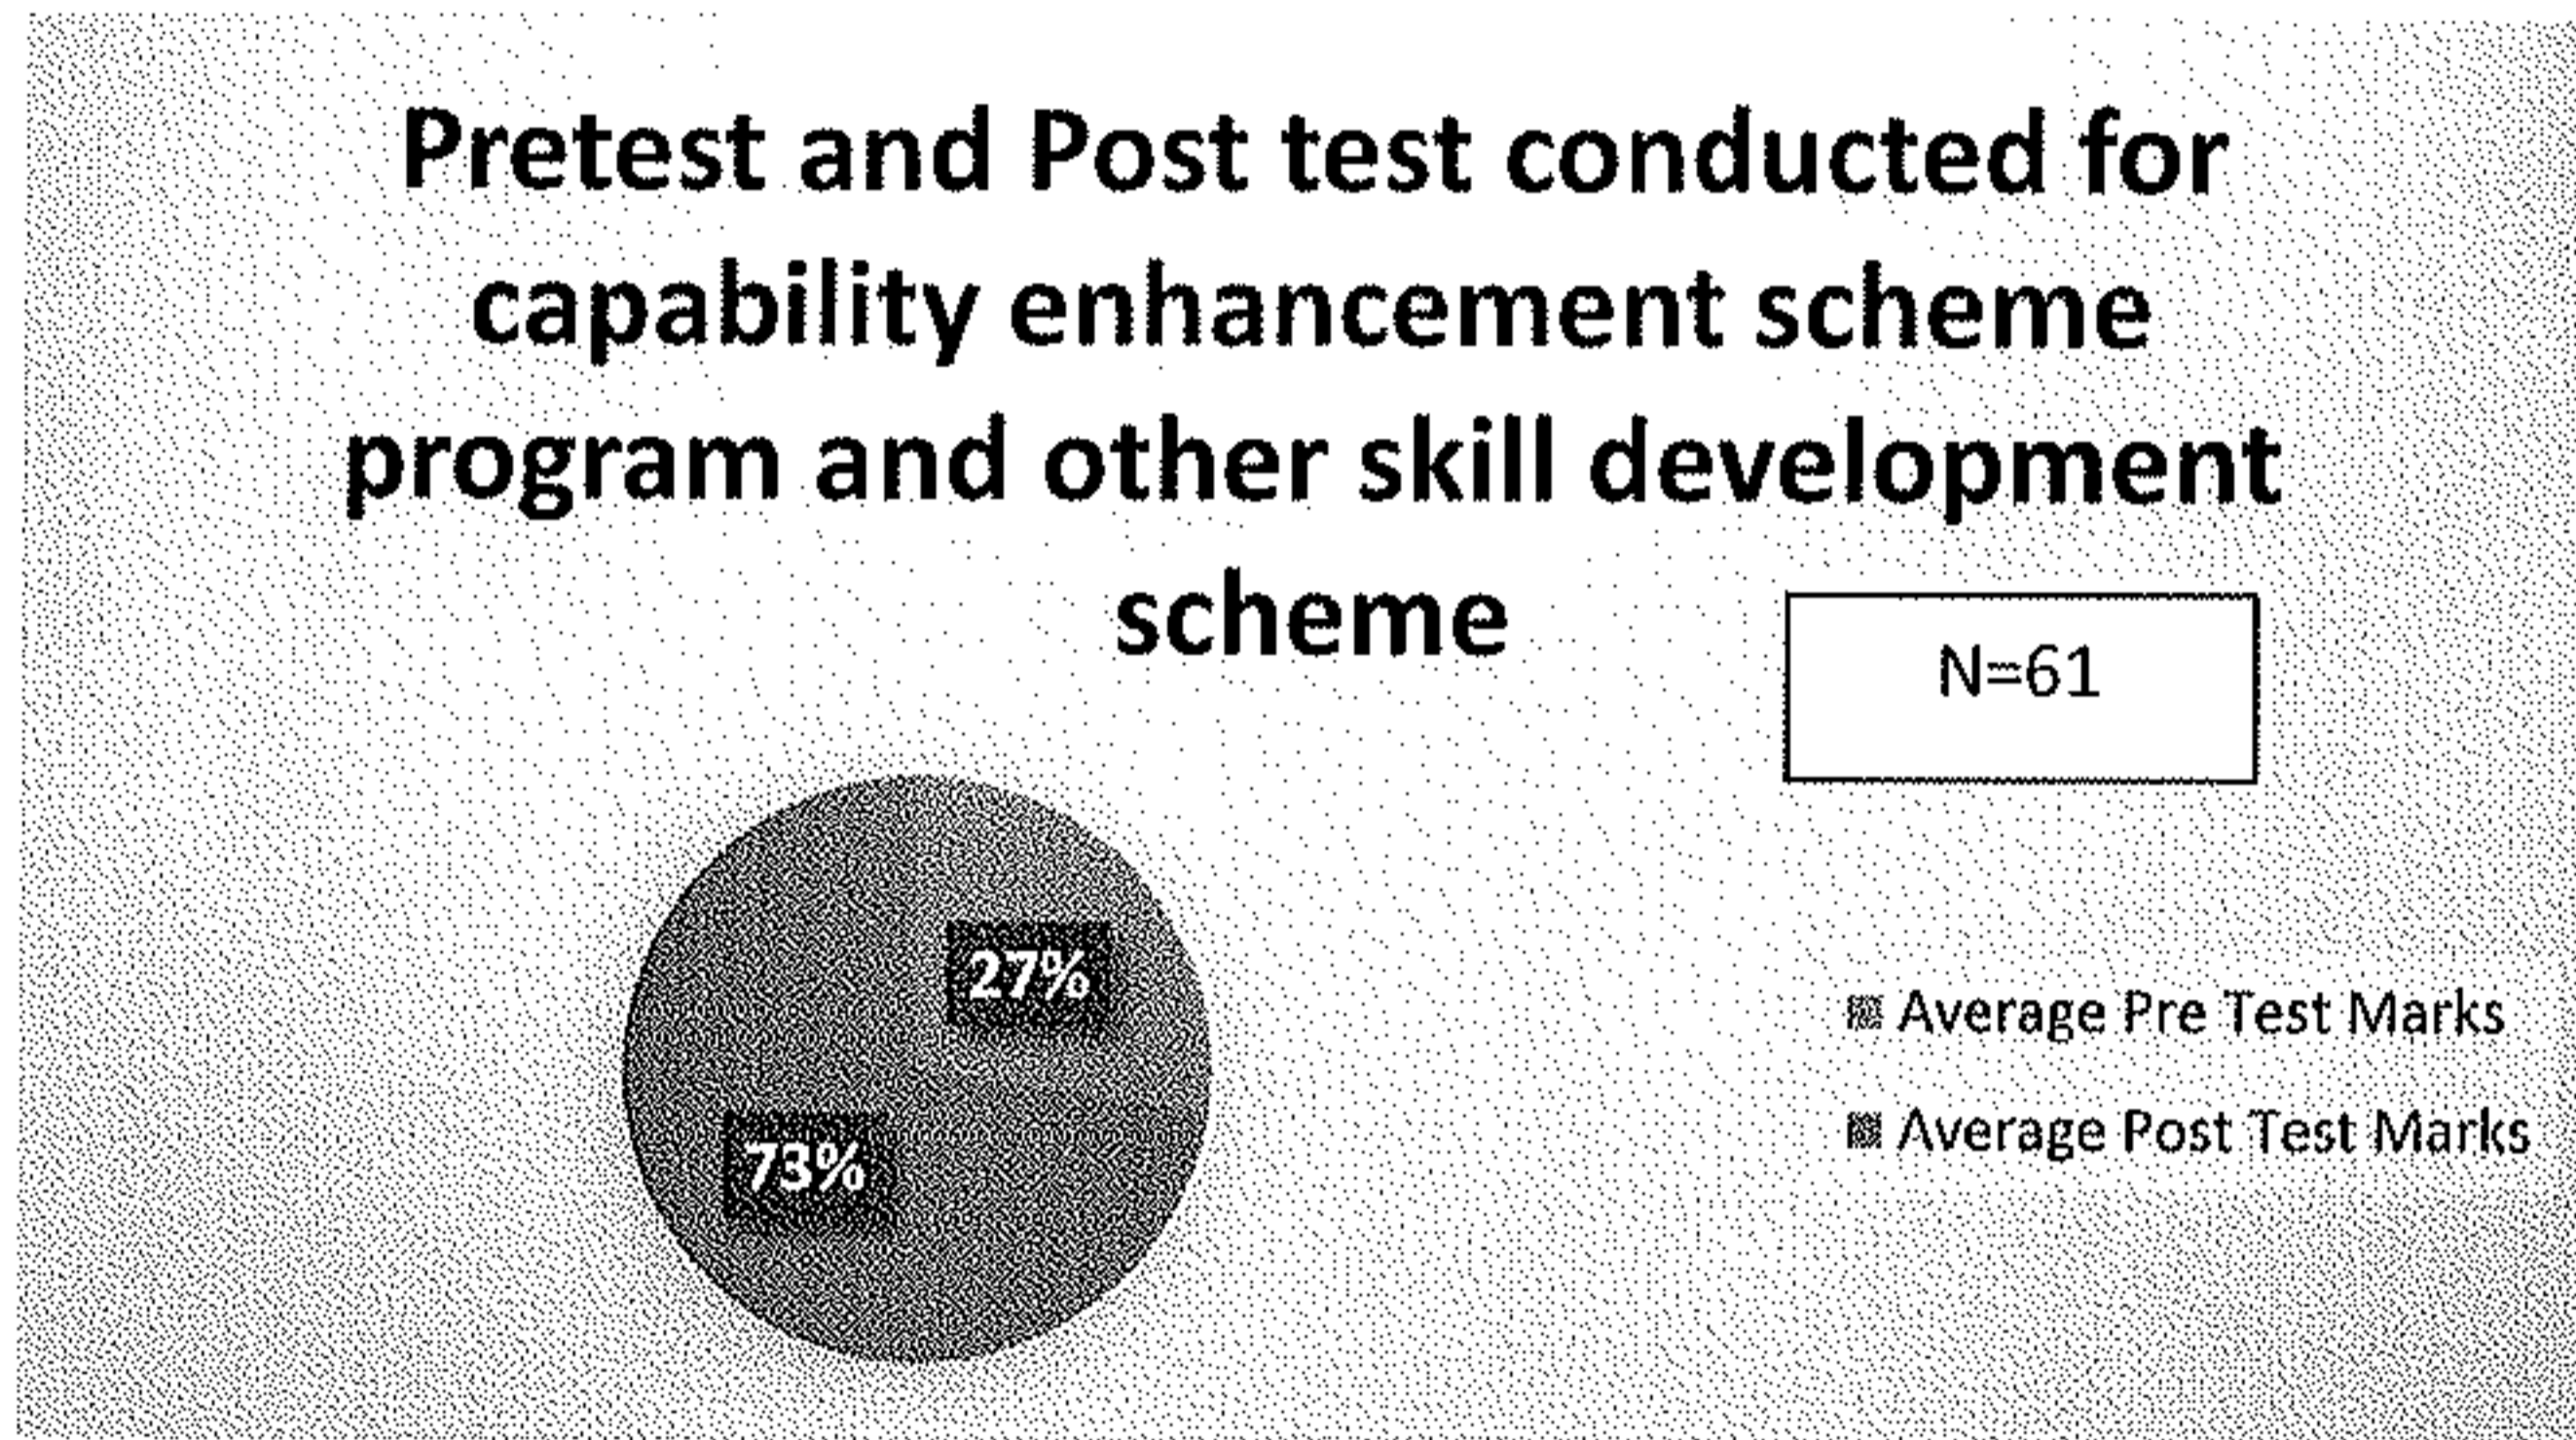 Pretest and Post test conducted for
capability enhancement scheme
program and other skill development
scheme
N=61
27%
73%
Average Pre Test Marks
Average Post Test Marks